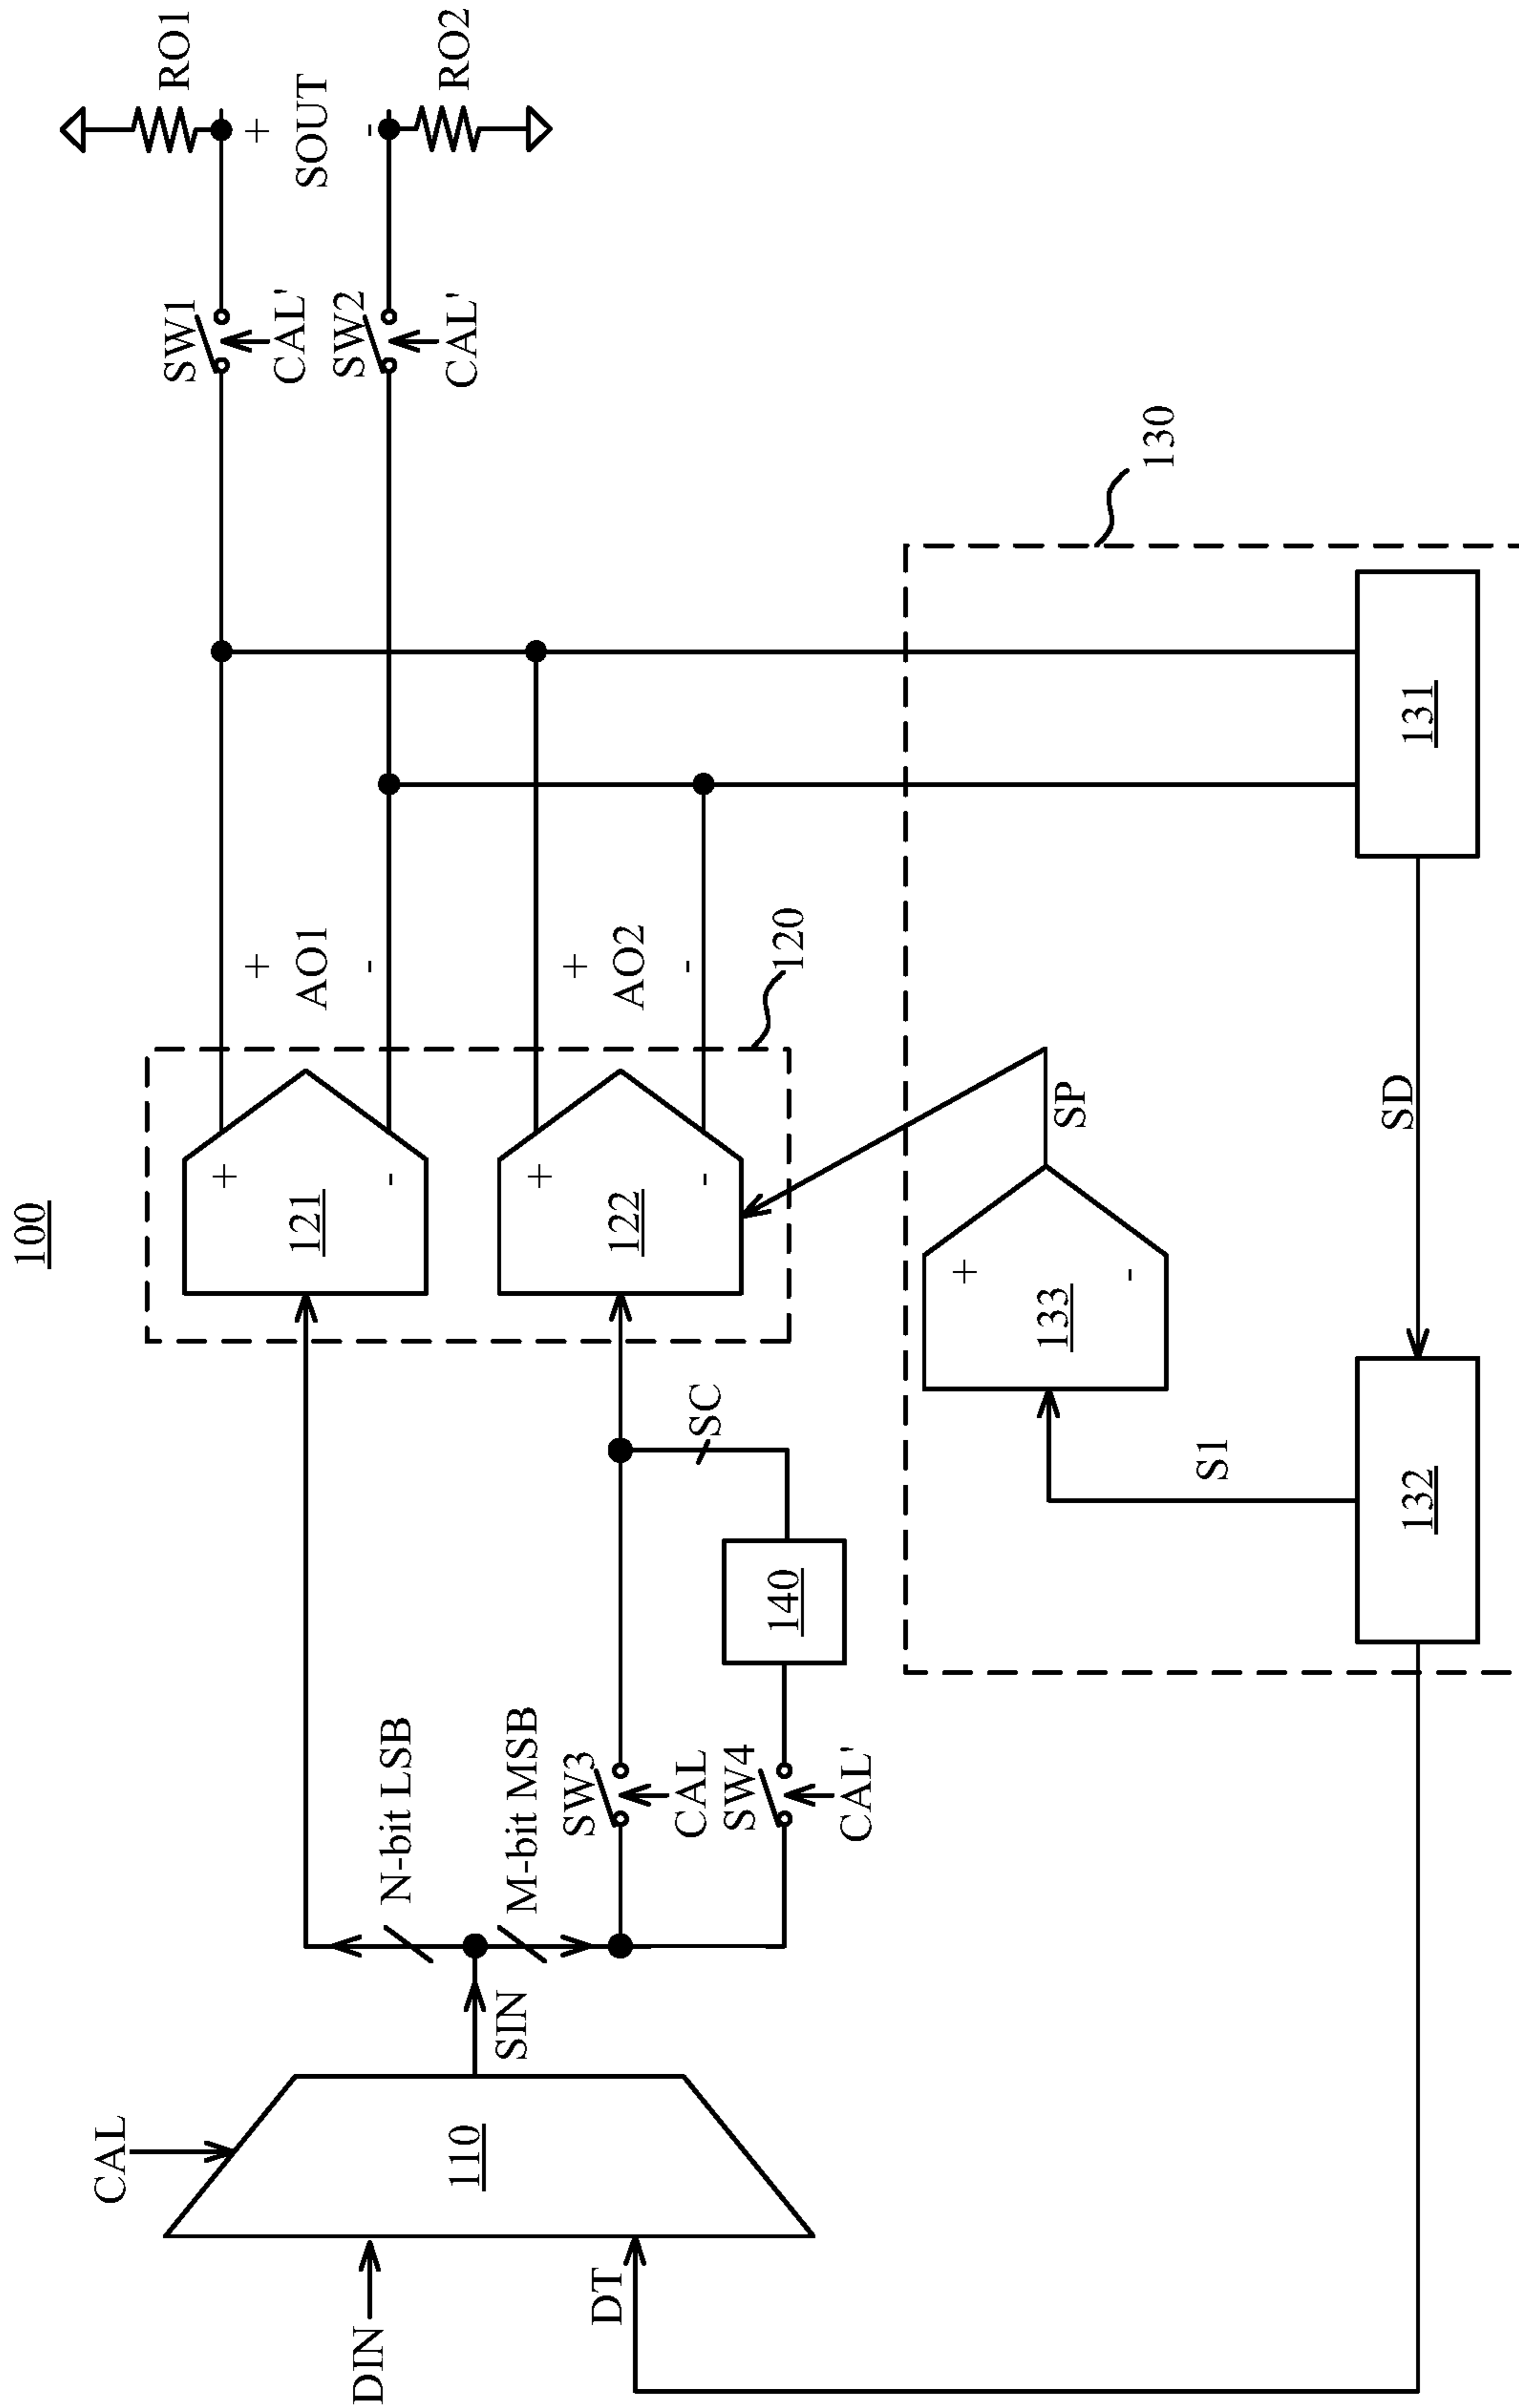 100
CAL
DIN
DT
110
SIN
N-bit LSB
M-bit MSB
SW3
CAL
SW4
CAL'
140
SC
121
+
-
122
+
-
120
+
AO1
-
+
AO2
-
SW1
CAL'
SW2
CAL'
RO1
+
SOUT
-
RO2
130
133
+
-
SP
S1
132
SD
131